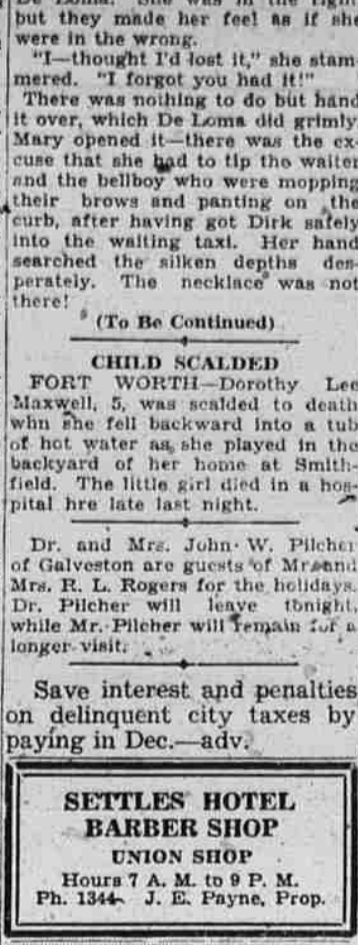 De Loma. She was in the right
but they made her feel as if she
were in the wrong.
"I—thought I'd lost it," she stam-
mered. "I forgot you had it!"
There was nothing to do but hand
it over, which De Loma did grimly
Mary opened it—there was the ex-
cuse that she had to tip the waiter
and the bellboy who were mopping
their brows and panting on the
curb, after having got Dirk safely
into the waiting taxi. Her hand
searched the silken depths des-
perately. The necklace was not
there!
(To Be Continued)
CHILD SCALDED
FORT WORTH—Dorothy Lee
Maxwell, 5, was scalded to death
whn she fell backward into a tub
of hot water as she played in the
backyard of her home at Smith-
field. The little girl died in a hos-
pital hre late last night.
Dr. and Mrs. John W. Pilcher
of Galveston are guests of Mr. and
Mrs. R. L. Rogers for the holidays.
Dr. Pilcher will leave tonight,
while Mr. Pilcher will remain for a
longer visit.
Save interest and penalties
on delinquent city taxes by
paying in Dec.—adv.
SETTLES HOTEL
BARBER SHOP
UNION SHOP
Hours 7 A. M. to 9 P. M.
Ph. 1344 J. E. Payne, Prop.